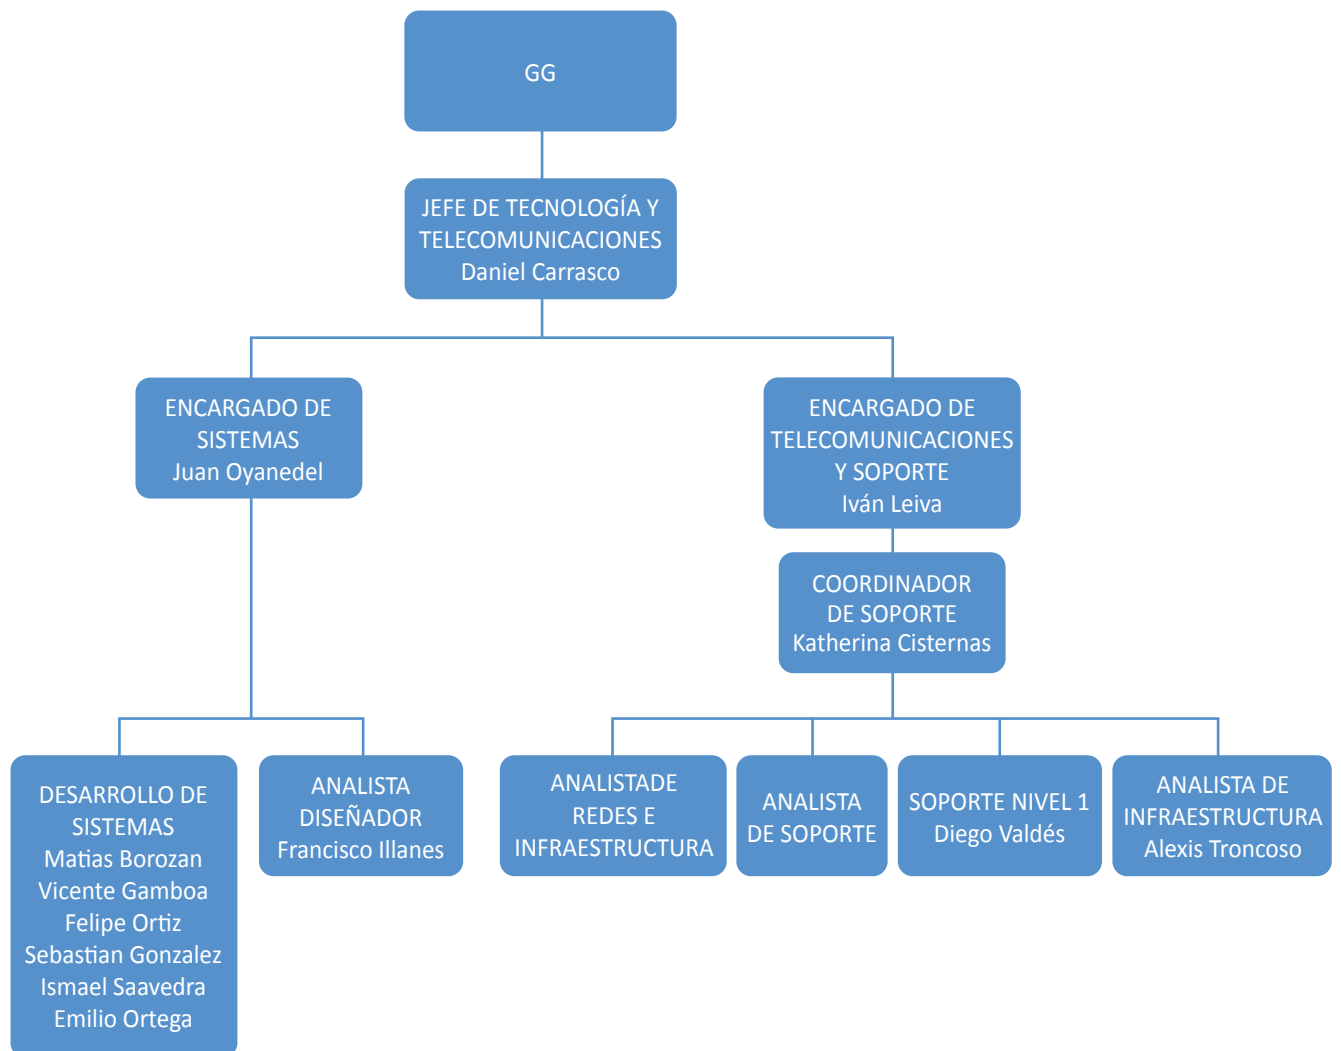 GG
JEFE DE TECNOLOGÍA Y
TELECOMUNICACIONES
Daniel Carrasco
ENCARGADO DE
SISTEMAS
Juan Oyanedel
ENCARGADO DE
TELECOMUNICACIONES
Y SOPORTE
Iván Leiva
COORDINADOR
DE SOPORTE
Katherina Cisternas
DESARROLLO DE
SISTEMAS
Matias Borozan
Vicente Gamboa
Felipe Ortiz
Sebastian Gonzalez
Ismael Saavedra
Emilio Ortega
ANALISTA
DISEÑADOR
Francisco Illanes
ANALISTADE
REDES E
INFRAESTRUCTURA
ANALISTA
DE SOPORTE
SOPORTE NIVEL 1
Diego Valdés
ANALISTA DE
INFRAESTRUCTURA
Alexis Troncoso